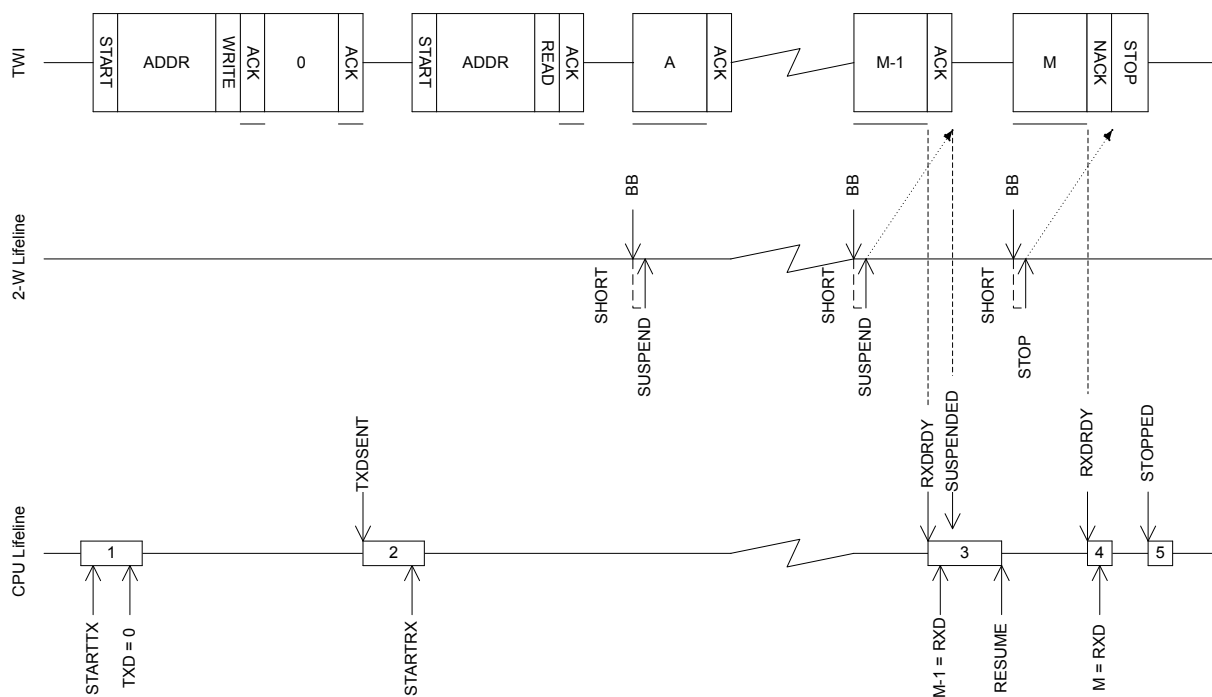 TWI
START
ADDR
WRITE
ACK
0
ACK
START
ADDR
READ
ACK
A
ACK
M-1
ACK
M
NACK
STOP
2-W Lifeline
BB
SHORT
SUSPEND
BB
SHORT
SUSPEND
BB
SHORT
STOP
CPU Lifeline
TXDSENT
RXDRDY
SUSPENDED
RXDRDY
STOPPED
1
2
3
4
5
STARTTX
TXD = 0
STARTRX
M-1 = RXD
RESUME
M = RXD